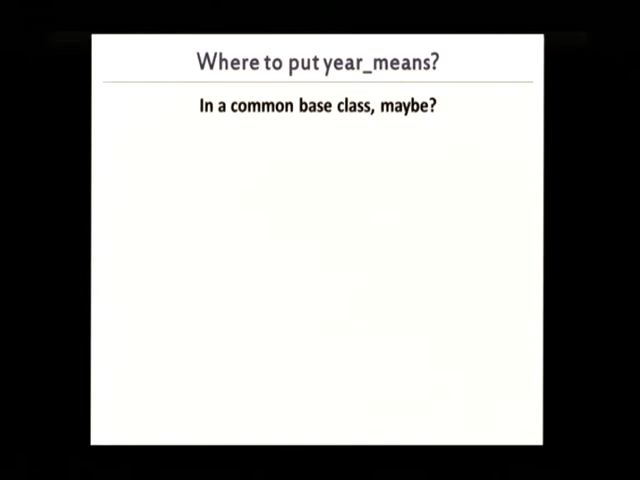 Where to put year_means?
In a common base class, maybe?